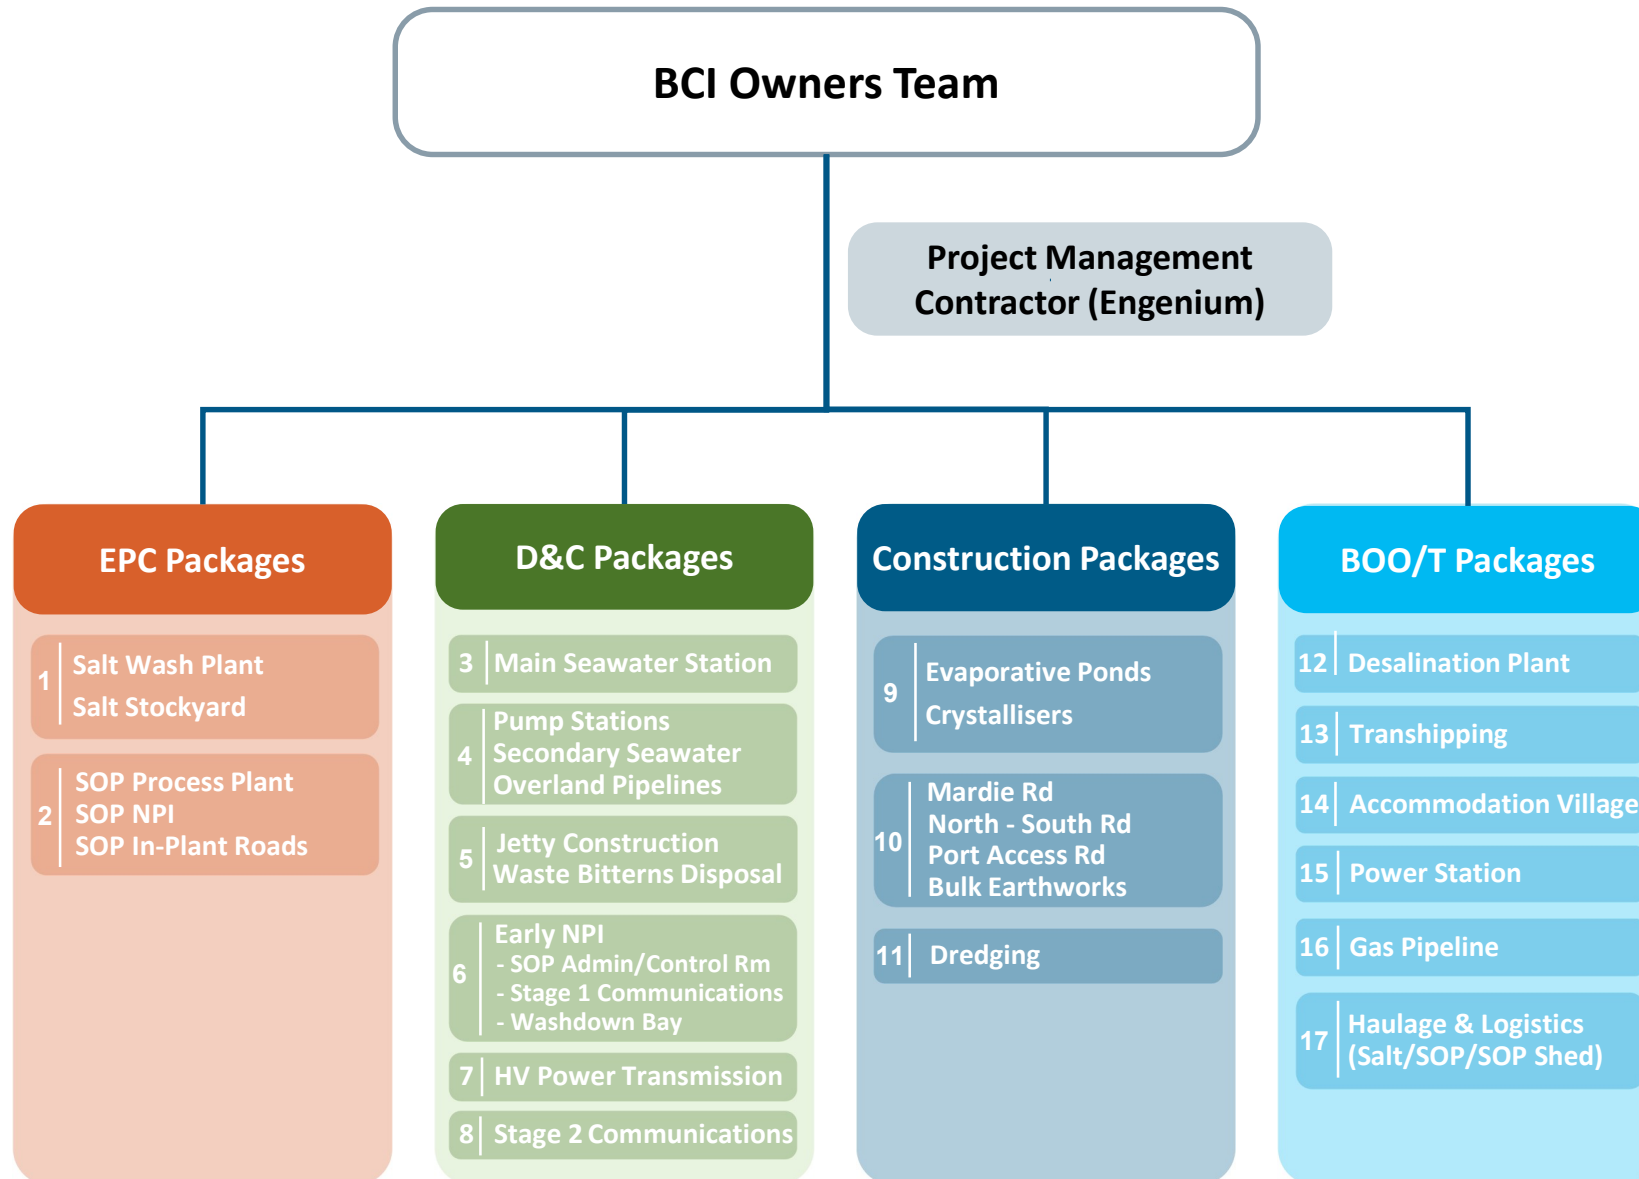 BCI Owners Team
Project Management
Contractor (Engenium)
EPC Packages
1
Salt Wash Plant
Salt Stockyard
2
SOP Process Plant
SOP NPI
SOP In-Plant Roads
D&C Packages
3
Main Seawater Station
4
Pump Stations
Secondary Seawater
Overland Pipelines
5
Jetty Construction
Waste Bitterns Disposal
6
Early NPI
- SOP Admin/Control Rm
- Stage 1 Communications
- Washdown Bay
7
HV Power Transmission
8
Stage 2 Communications
Construction Packages
9
Evaporative Ponds
Crystallisers
10
Mardie Rd
North - South Rd
Port Access Rd
Bulk Earthworks
11
Dredging
BOO/T Packages
12
Desalination Plant
13
Transhipping
14
Accommodation Village
15
Power Station
16
Gas Pipeline
17
Haulage & Logistics
(Salt/SOP/SOP Shed)